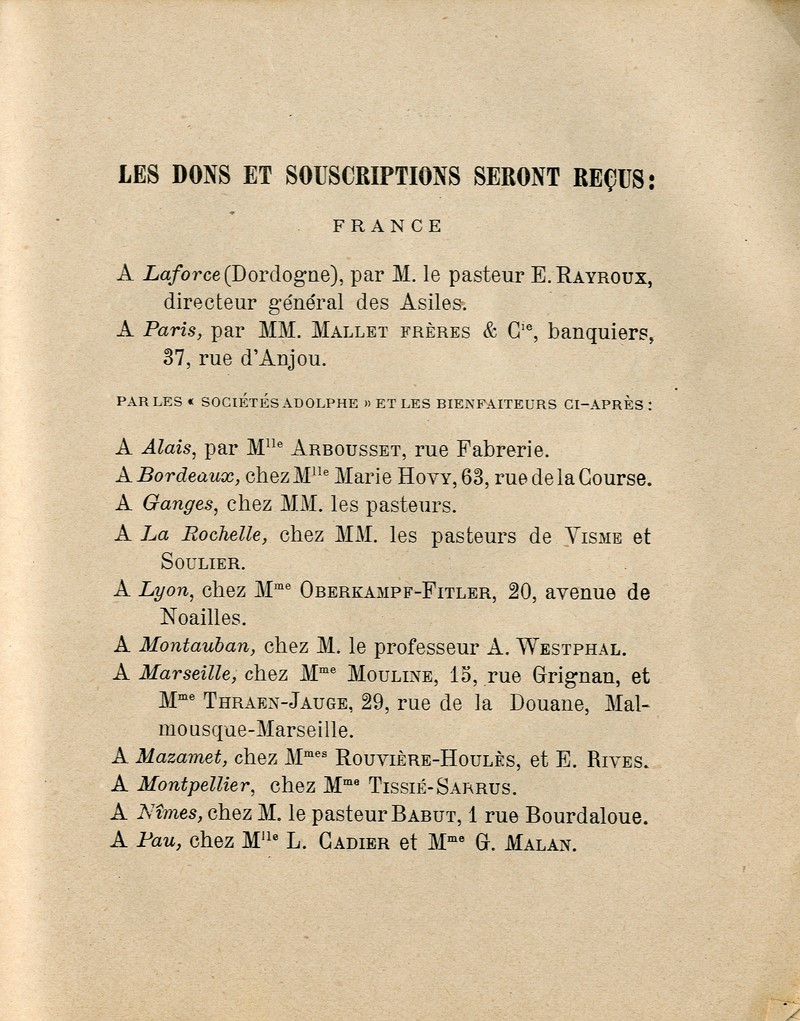 LES DONS ET SOUSCRIPTIONS SERONT REÇUS:
FRANCE
A Laforce (Dordogne), par M. le pasteur E. RAYROUX,
directeur général des Asiles.
A Paris, par MM. MALLET FRÈRES & Cie, banquiers,
37, rue d'Anjou.
PAR LES « SOCIÉTÉS ADOLPHE » ET LES BIENFAITEURS CI-APRÈS :
A Alais, par Mlle ARBOUSSET, rue Fabrerie.
A Bordeaux, chez Mlle Marie HOVY, 63, rue de la Course.
A Ganges, chez MM. les pasteurs.
A La Rochelle, chez MM. les pasteurs de VISME et
SOULIER.
A Lyon, chez Mme OBERKAMPF-FITLER, 20, avenue de
Noailles.
A Montauban, chez M. le professeur A. WESTPHAL.
A Marseille, chez Mme MOULINE, 15, rue Grignan, et
Mme THRAEN-JAUGE, 29, rue de la Douane, Mal-
mousque-Marseille.
A Mazamet, chez Mmes ROUVIÈRE-HOULÈS, et E. RIVES.
A Montpellier, chez Mme TISSIÉ-SARRUS.
A Nîmes, chez M. le pasteur BABUT, 1 rue Bourdaloue.
A Pau, chez Mlle L. CADIER et Mme G. MALAN.